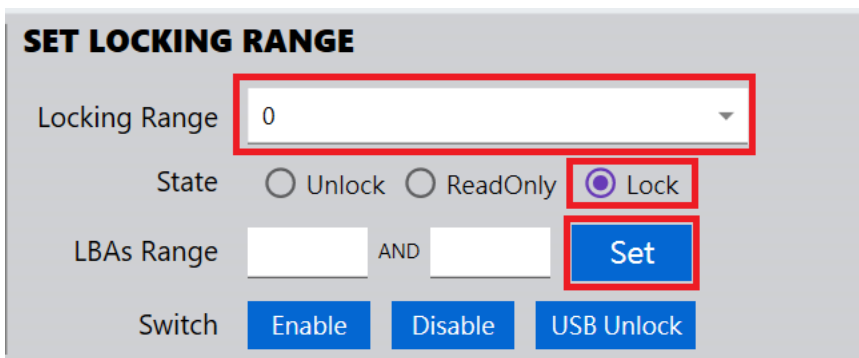 SET LOCKING RANGE
Locking Range 0
State Unlock ReadOnly Lock
LBAs Range AND Set
Switch Enable Disable USB Unlock